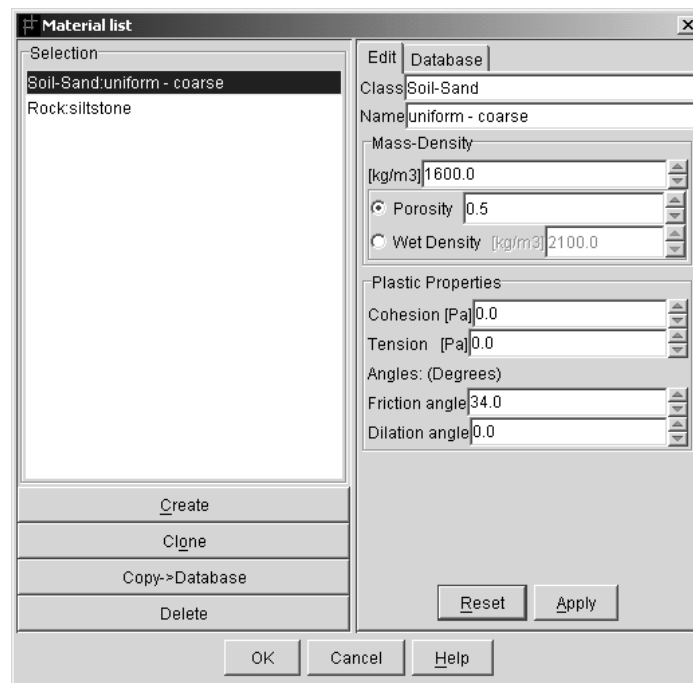 Material list
Selection
Soil-Sand:uniform - coarse
Rock:siltstone
Create
Clone
Copy->Database
Delete
Edit Database
Class Soil-Sand
Name uniform - coarse
Mass-Density
[kg/m3] 1600.0
Porosity 0.5
Wet Density [kg/m3] 2100.0
Plastic Properties
Cohesion [Pa] 0.0
Tension [Pa] 0.0
Angles: (Degrees)
Friction angle 34.0
Dilation angle 0.0
Reset Apply
OK Cancel Help